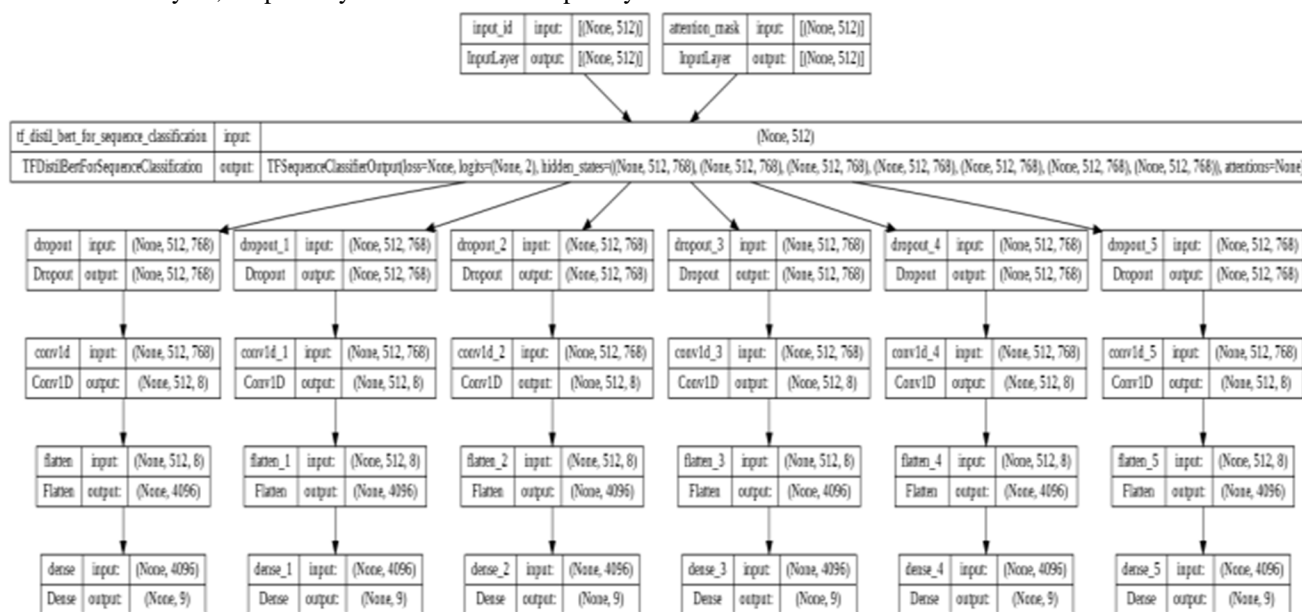 input_id input: [(None, 512)] attention_mask input: [(None, 512)]
InputLayer output: [(None, 512)] InputLayer output: [(None, 512)]
tf_distil_bert_for_sequence_classification input: (None, 512)
TFDistilBertForSequenceClassification output: TFSequenceClassifierOutput(loss=None, logits=(None, 2), hidden_states=((None, 512, 768), (None, 512, 768), (None, 512, 768), (None, 512, 768), (None, 512, 768), (None, 512, 768), (None, 512, 768)), attentions=None
dropout input: (None, 512, 768) dropout_1 input: (None, 512, 768) dropout_2 input: (None, 512, 768) dropout_3 input: (None, 512, 768) dropout_4 input: (None, 512, 768) dropout_5 input: (None, 512, 768)
Dropout output: (None, 512, 768) Dropout output: (None, 512, 768) Dropout output: (None, 512, 768) Dropout output: (None, 512, 768) Dropout output: (None, 512, 768) Dropout output: (None, 512, 768)
conv1d input: (None, 512, 768) conv1d_1 input: (None, 512, 768) conv1d_2 input: (None, 512, 768) conv1d_3 input: (None, 512, 768) conv1d_4 input: (None, 512, 768) conv1d_5 input: (None, 512, 768)
Conv1D output: (None, 512, 8) Conv1D output: (None, 512, 8) Conv1D output: (None, 512, 8) Conv1D output: (None, 512, 8) Conv1D output: (None, 512, 8) Conv1D output: (None, 512, 8)
flatten input: (None, 512, 8) flatten_1 input: (None, 512, 8) flatten_2 input: (None, 512, 8) flatten_3 input: (None, 512, 8) flatten_4 input: (None, 512, 8) flatten_5 input: (None, 512, 8)
Flatten output: (None, 4096) Flatten output: (None, 4096) Flatten output: (None, 4096) Flatten output: (None, 4096) Flatten output: (None, 4096) Flatten output: (None, 4096)
dense input: (None, 4096) dense_1 input: (None, 4096) dense_2 input: (None, 4096) dense_3 input: (None, 4096) dense_4 input: (None, 4096) dense_5 input: (None, 4096)
Dense output: (None, 9) Dense output: (None, 9) Dense output: (None, 9) Dense output: (None, 9) Dense output: (None, 9) Dense output: (None, 9)